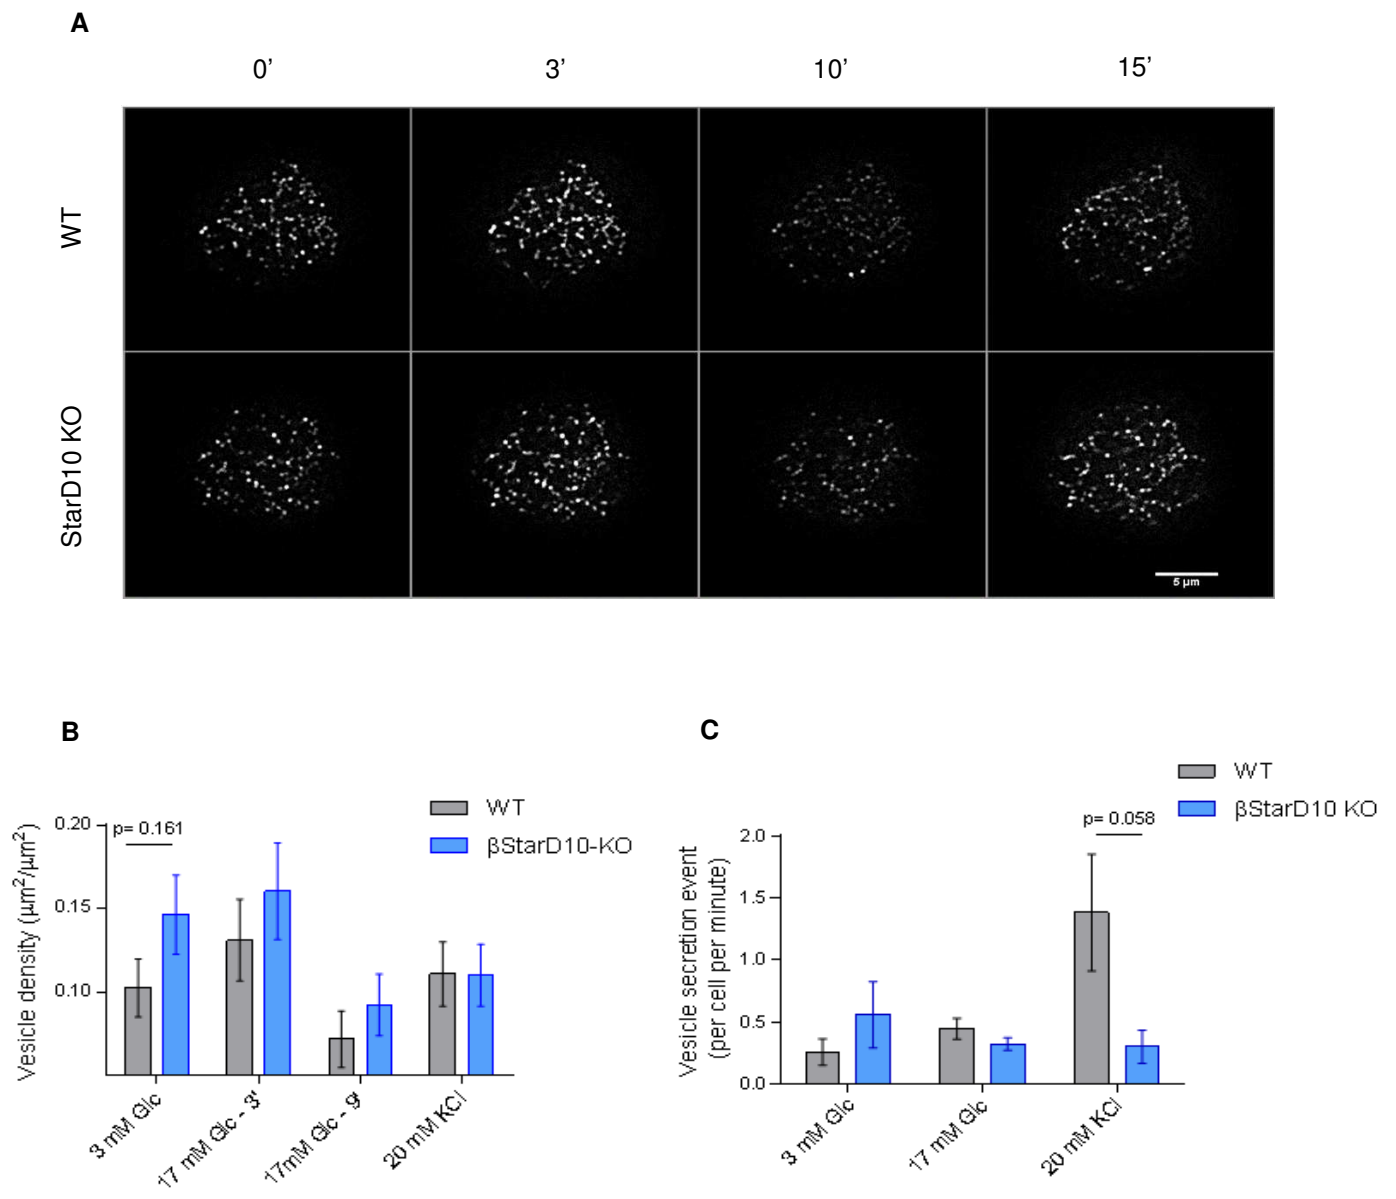 A
0’
3’
10’
15’
WT
StarD10 KO
5 µm
B
WT
βStarD10-KO
p= 0.161
0.20
0.15
0.10
Vesicle density (µm²/µm²)
3 mM Glc
17 mM Glc - 3'
17mM Glc - 9'
20 mM KCl
C
WT
βStarD10 KO
p= 0.058
2.0
1.5
1.0
0.5
0.0
Vesicle secretion event
(per cell per minute)
3 mM Glc
17 mM Glc
20 mM KCl